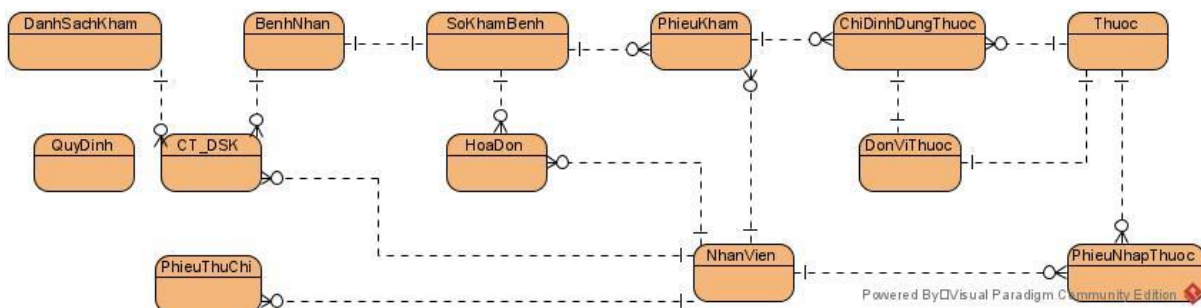 DanhSachKham
BenhNhan
SoKhamBenh
PhieuKham
ChiDinhDungThuoc
Thuoc
QuyDinh
CT_DSK
HoaDon
DonViThuoc
PhieuThuChi
NhanVien
PhieuNhapThuoc
Powered By□Visual Paradigm Community Edition